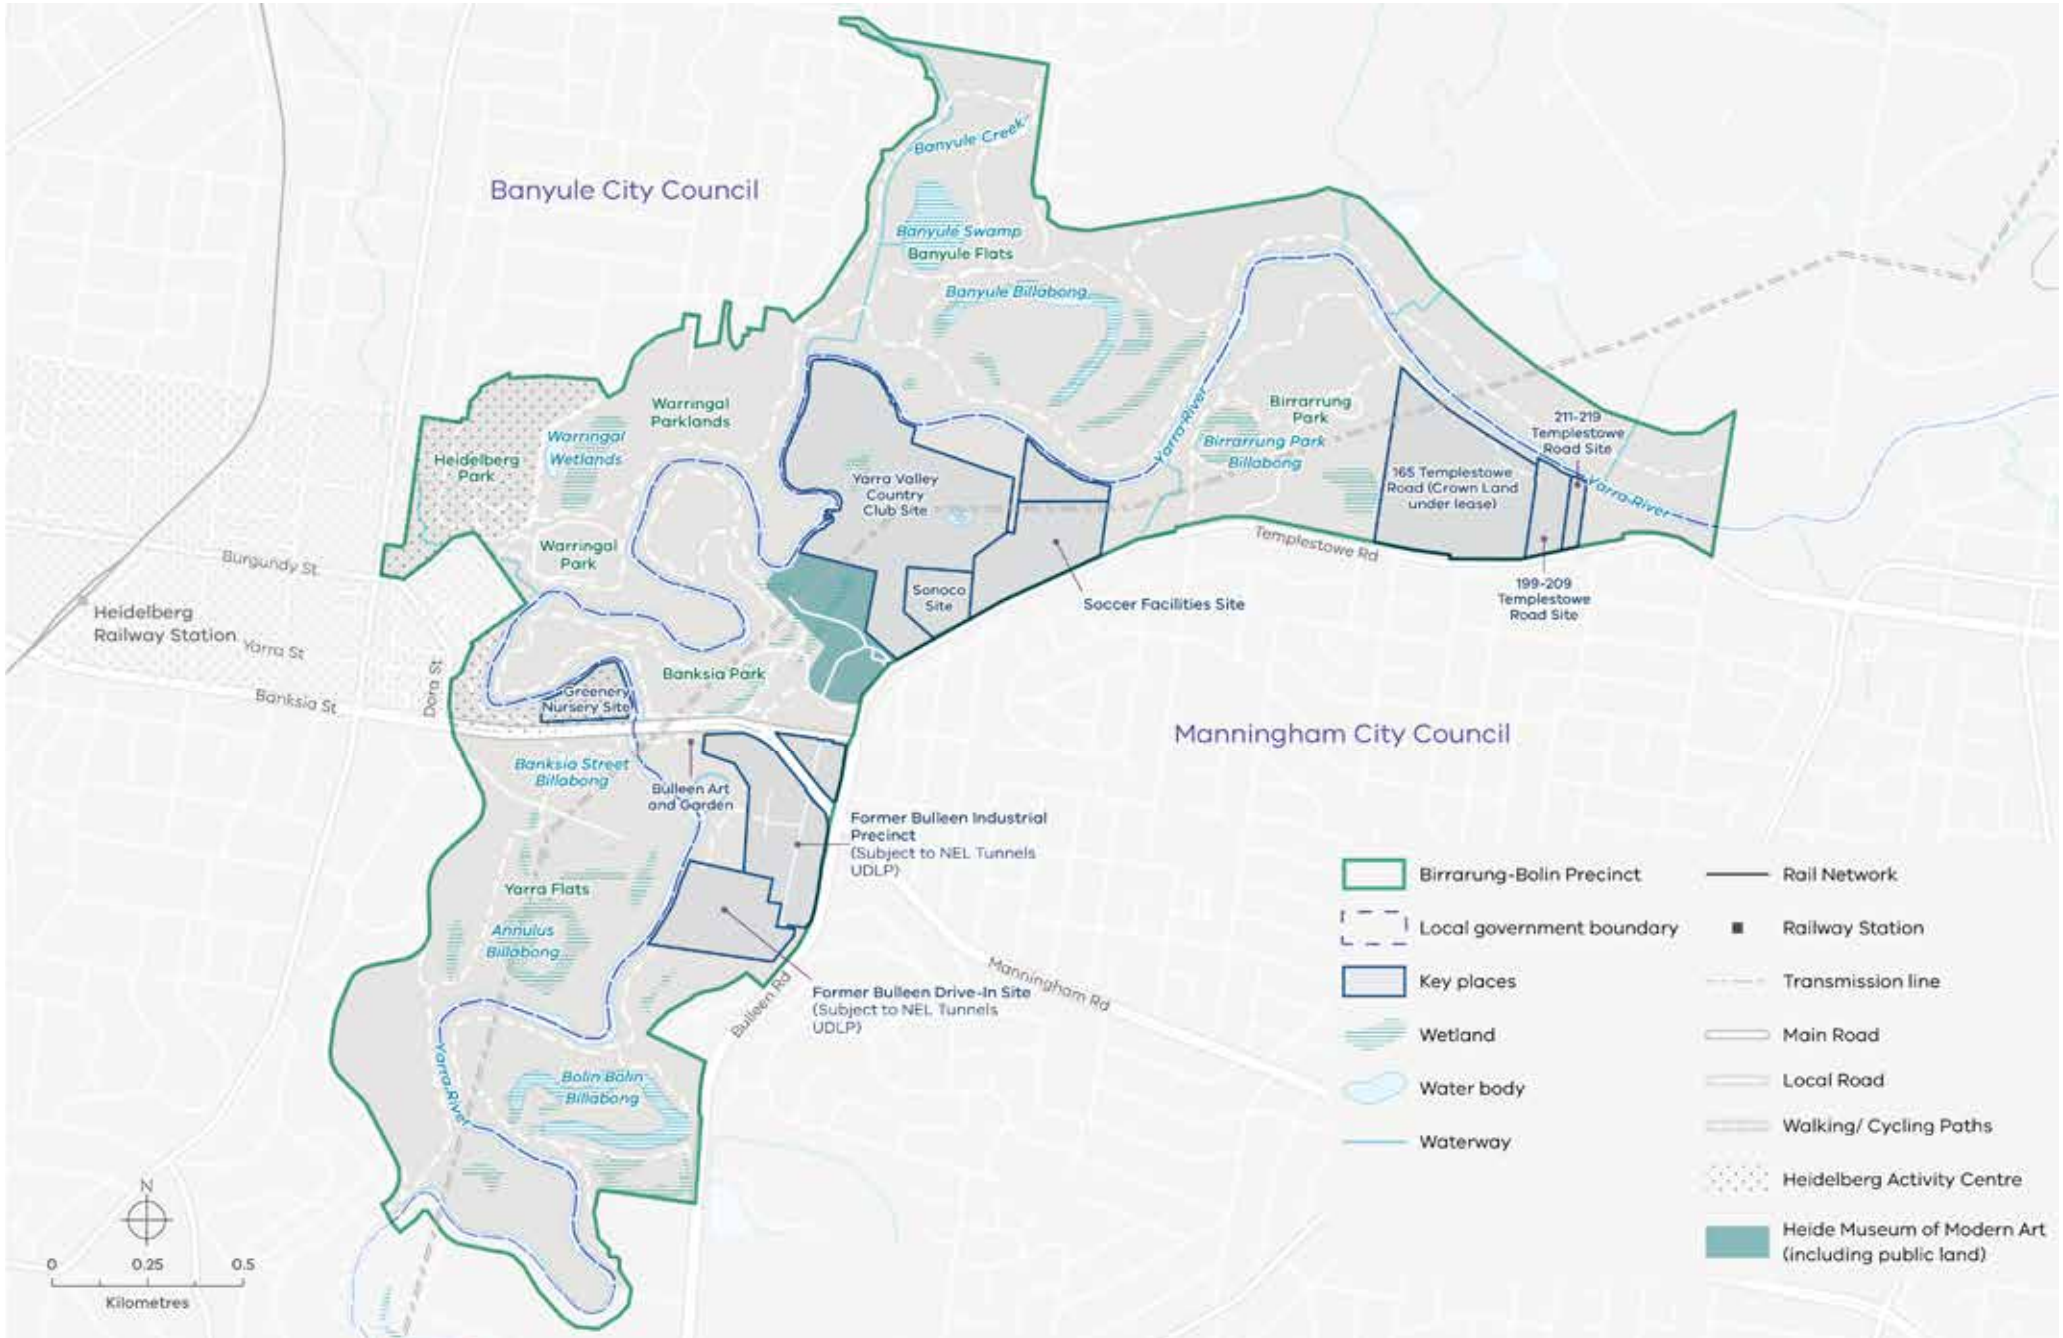 Banyule Creek
Banyule City Council
Banyule Swamp
Banyule Flats
Banyule Billabong
Warringal
Parklands
Warringal
Wetlands
Heidelberg
Park
Warringal
Park
Yarra Valley
Country
Club Site
Yarra River
Birrarrung
Park
Birrarrung Park
Billabong
165 Templestowe
Road (Crown Land
under lease)
211-219
Templestowe
Road Site
Yarra River
Templestowe Rd
199-209
Templestowe
Road Site
Sonoco
Site
Soccer Facilities Site
Burgundy St
Heidelberg
Railway Station
Yarra St
Banksia St
Dora St
Banksia Park
Greenery
Nursery Site
Manningham City Council
Banksia Street
Billabong
Bulleen Art
and Garden
Former Bulleen Industrial
Precinct
(Subject to NEL Tunnels
UDLP)
Yarra Flats
Annulus
Billabong
Former Bulleen Drive-In Site
(Subject to NEL Tunnels
UDLP)
Bulleen Rd
Manningham Rd
Yarra River
Bolin Bolin
Billabong
N
0 0.25 0.5
Kilometres
Birrarung-Bolin Precinct
Local government boundary
Key places
Wetland
Water body
Waterway
Rail Network
Railway Station
Transmission line
Main Road
Local Road
Walking/ Cycling Paths
Heidelberg Activity Centre
Heide Museum of Modern Art
(including public land)